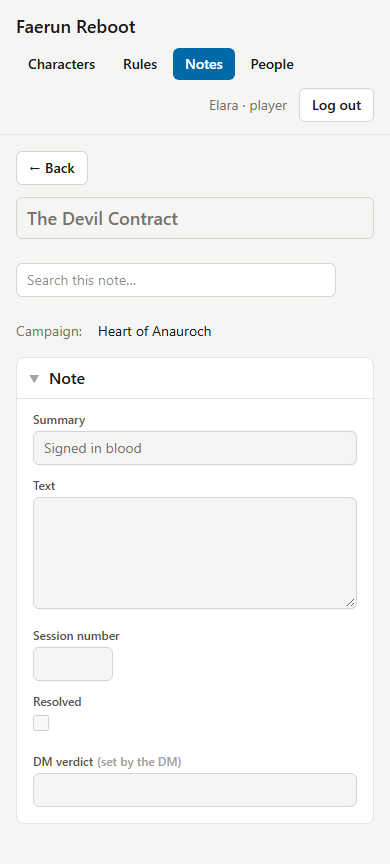 Faerun Reboot
Characters Rules Notes People
Elara · player Log out
← Back
The Devil Contract
Search this note...
Campaign: Heart of Anauroch
▼ Note
Summary
Signed in blood
Text
Session number
Resolved
DM verdict (set by the DM)